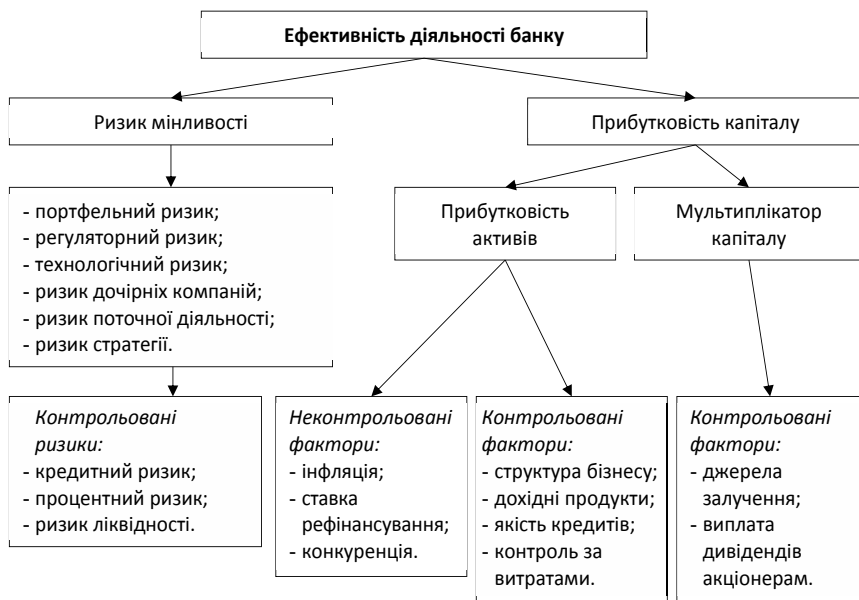 Ефективність діяльності банку
Ризик мінливості
Прибутковість капіталу
- портфельний ризик;
- регуляторний ризик;
- технологічний ризик;
- ризик дочірніх компаній;
- ризик поточної діяльності;
- ризик стратегії.
Прибутковість
активів
Мультиплікатор
капіталу
Контрольовані
ризики:
- кредитний ризик;
- процентний ризик;
- ризик ліквідності.
Неконтрольовані
фактори:
- інфляція;
- ставка
рефінансування;
- конкуренція.
Контрольовані
фактори:
- структура бізнесу;
- дохідні продукти;
- якість кредитів;
- контроль за
витратами.
Контрольовані
фактори:
- джерела
залучення;
- виплата
дивідендів
акціонерам.